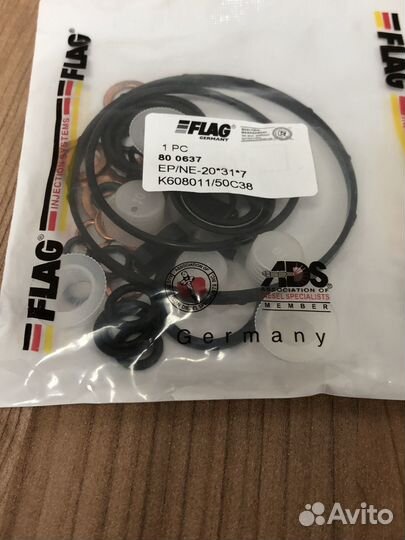 FLAG
FLAG
INJECTION SYSTEMS
FLAG
GERMANY
1 PC
80 0637
EP/NE-20*31*7
K608011/50C38
FLAG
ADS
ASSOCIATION OF
DIESEL SPECIALISTS
MEMBER
Germany
Avito